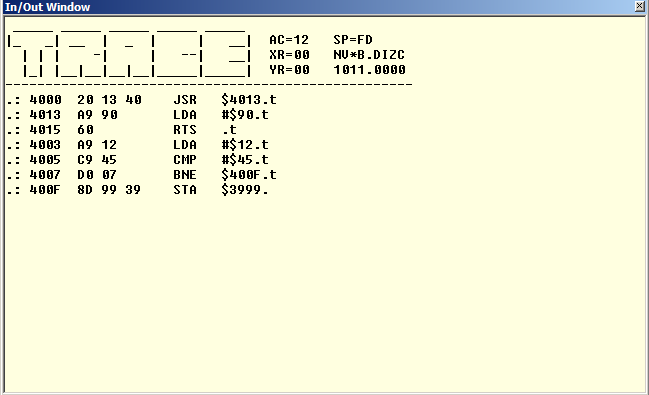 In/Out Window
TRACE
AC=12 SP=FD
XR=00 NV*B.DIZC
YR=00 1011.0000
.: 4000 20 13 40 JSR $4013.t
.: 4013 A9 90 LDA #$90.t
.: 4015 60 RTS .t
.: 4003 A9 12 LDA #$12.t
.: 4005 C9 45 CMP #$45.t
.: 4007 D0 07 BNE $400F.t
.: 400F 8D 99 39 STA $3999.